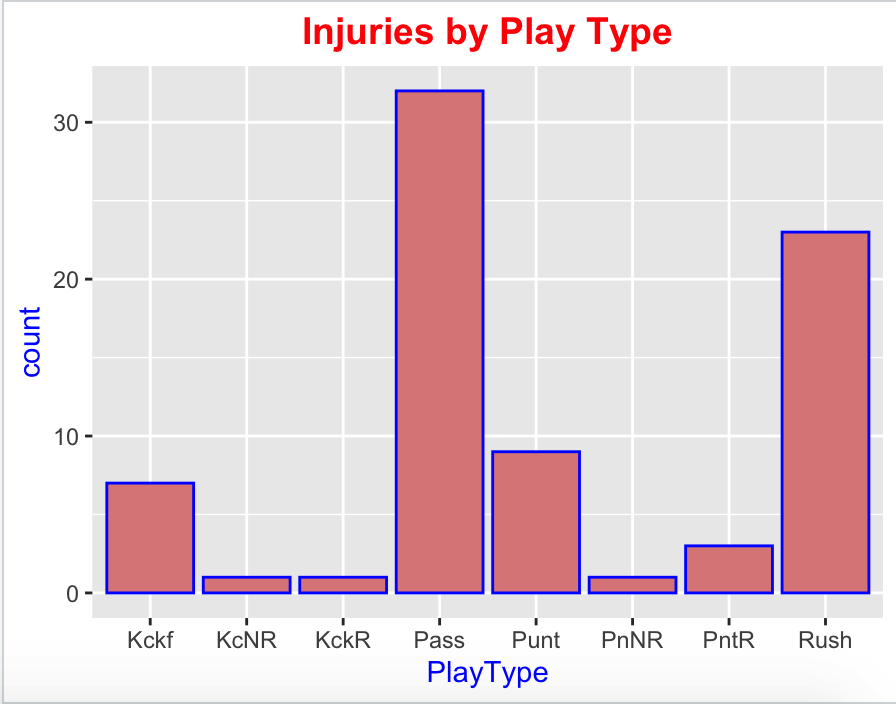 Injuries by Play Type
30
20
10
0
count
Kckf KcNR KckR Pass Punt PnNR PntR Rush
PlayType